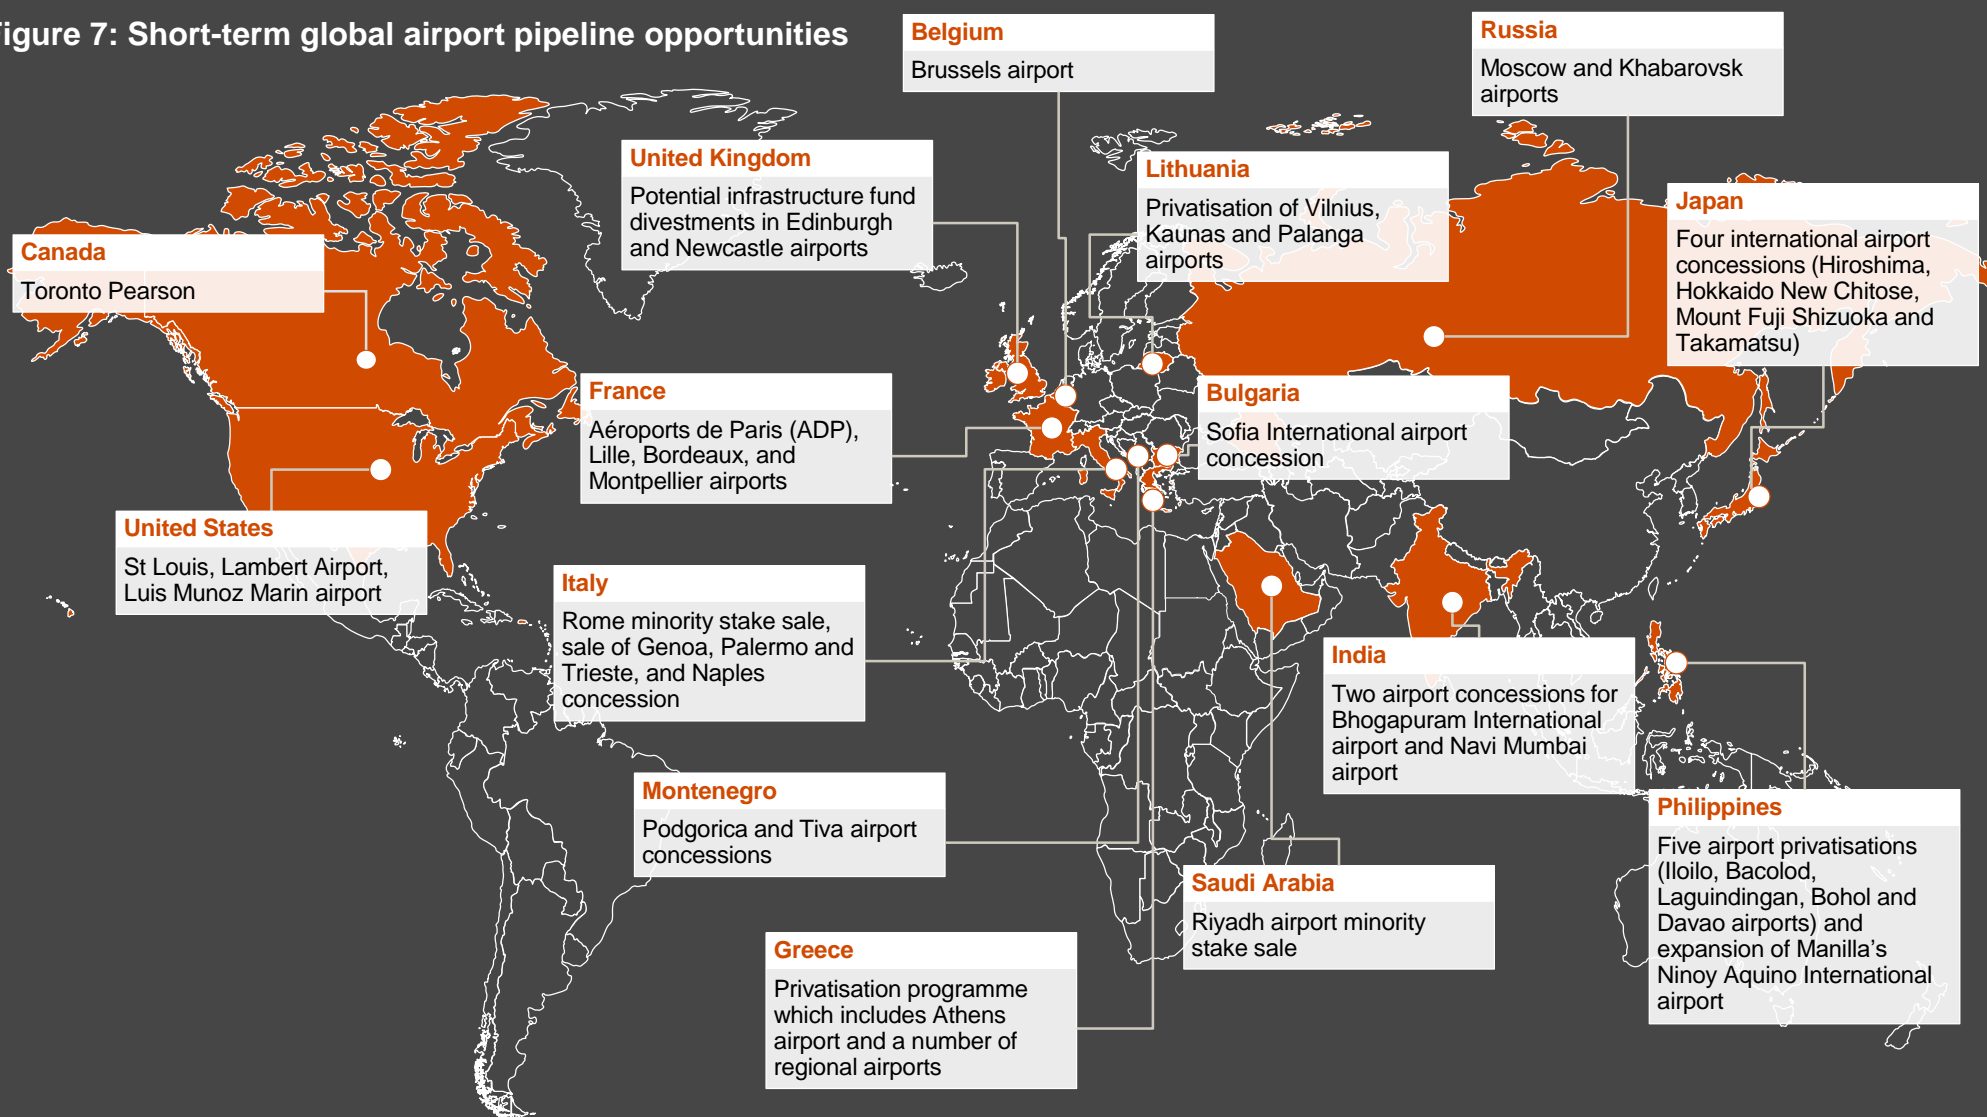 igure 7: Short-term global airport pipeline opportunities
Belgium
Brussels airport
Russia
Moscow and Khabarovsk
airports
United Kingdom
Potential infrastructure fund
divestments in Edinburgh
and Newcastle airports
Lithuania
Privatisation of Vilnius,
Kaunas and Palanga
airports
Japan
Four international airport
concessions (Hiroshima,
Hokkaido New Chitose,
Mount Fuji Shizuoka and
Takamatsu)
Canada
Toronto Pearson
France
Aéroports de Paris (ADP),
Lille, Bordeaux, and
Montpellier airports
Bulgaria
Sofia International airport
concession
United States
St Louis, Lambert Airport,
Luis Munoz Marin airport
Italy
Rome minority stake sale,
sale of Genoa, Palermo and
Trieste, and Naples
concession
India
Two airport concessions for
Bhogapuram International
airport and Navi Mumbai
airport
Montenegro
Podgorica and Tiva airport
concessions
Philippines
Five airport privatisations
(Iloilo, Bacolod,
Laguindingan, Bohol and
Davao airports) and
expansion of Manilla's
Ninoy Aquino International
airport
Saudi Arabia
Riyadh airport minority
stake sale
Greece
Privatisation programme
which includes Athens
airport and a number of
regional airports